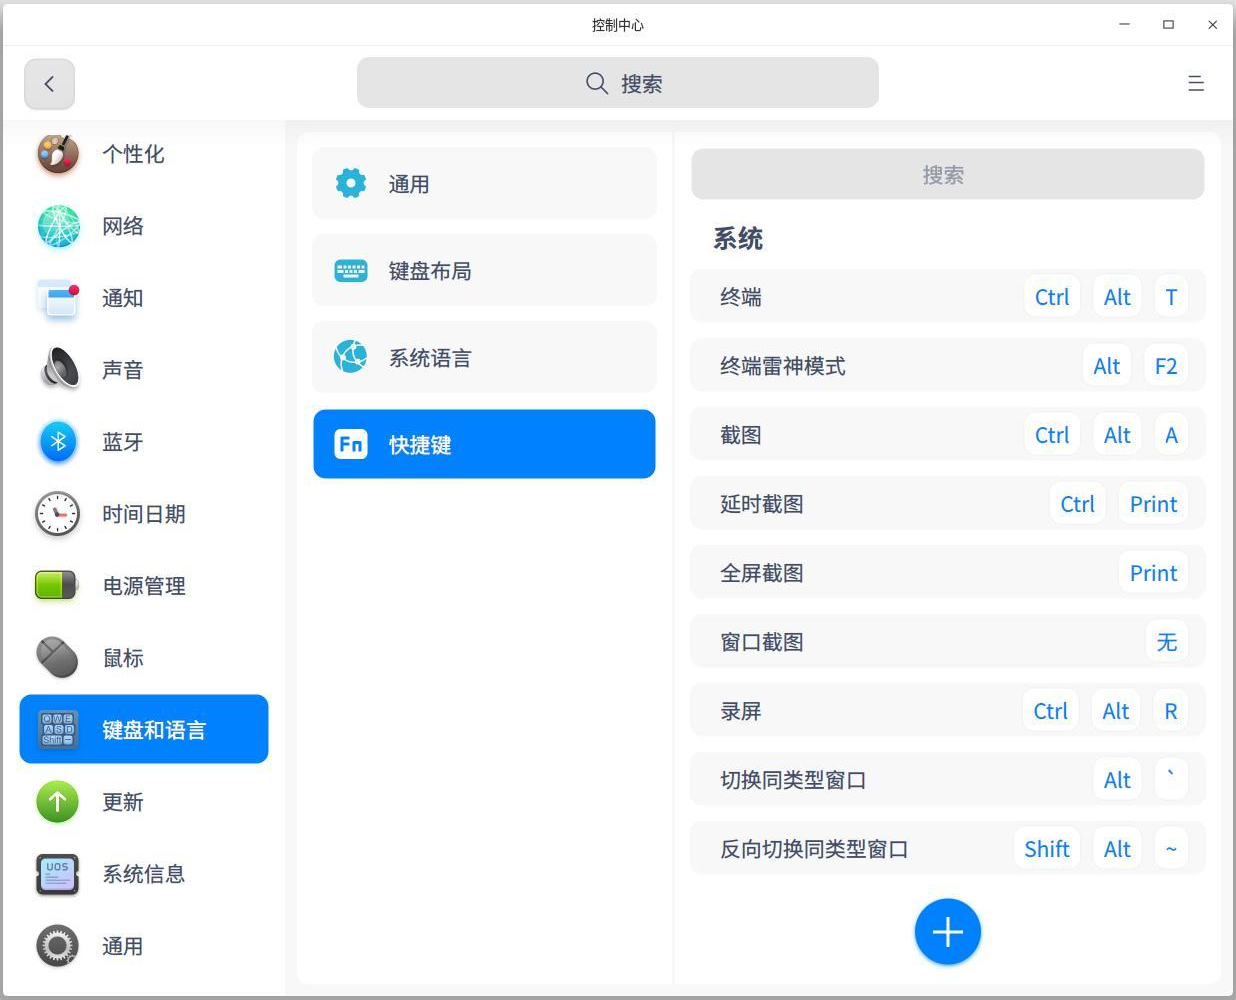 控制中心
搜索
个性化
网络
通知
声音
蓝牙
时间日期
电源管理
鼠标
键盘和语言
更新
UOS
系统信息
通用
通用
键盘布局
系统语言
Fn 快捷键
搜索
系统
终端 Ctrl Alt T
终端雷神模式 Alt F2
截图 Ctrl Alt A
延时截图 Ctrl Print
全屏截图 Print
窗口截图 无
录屏 Ctrl Alt R
切换同类型窗口 Alt `
反向切换同类型窗口 Shift Alt ~